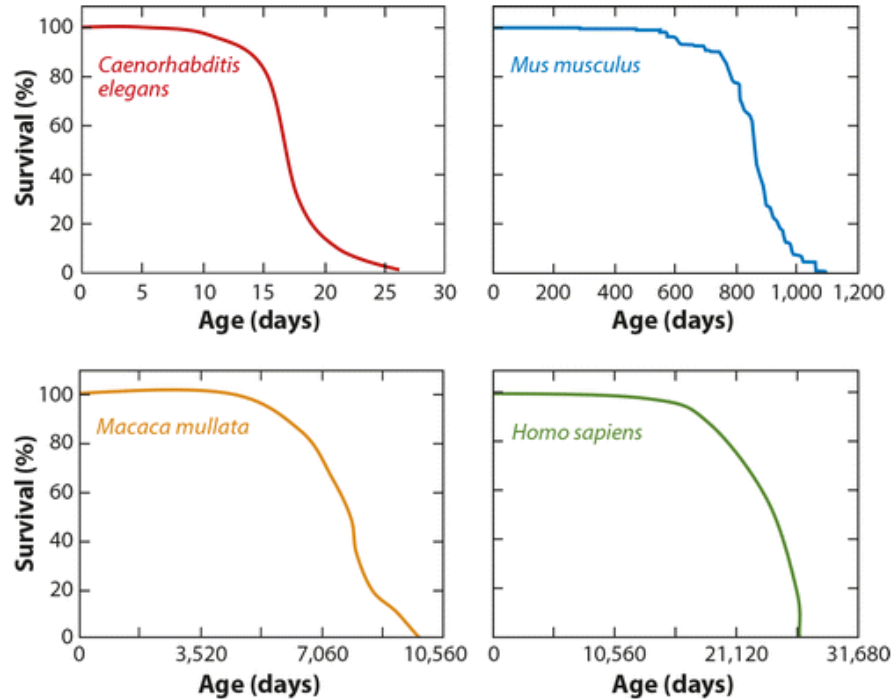 100
80
60
40
20
0
Survival (%)
Caenorhabditis
elegans
0 5 10 15 20 25 30
Age (days)
Mus musculus
0 200 400 600 800 1,000 1,200
Age (days)
100
80
60
40
20
0
Survival (%)
Macaca mullata
0 3,520 7,060 10,560
Age (days)
Homo sapiens
0 10,560 21,120 31,680
Age (days)